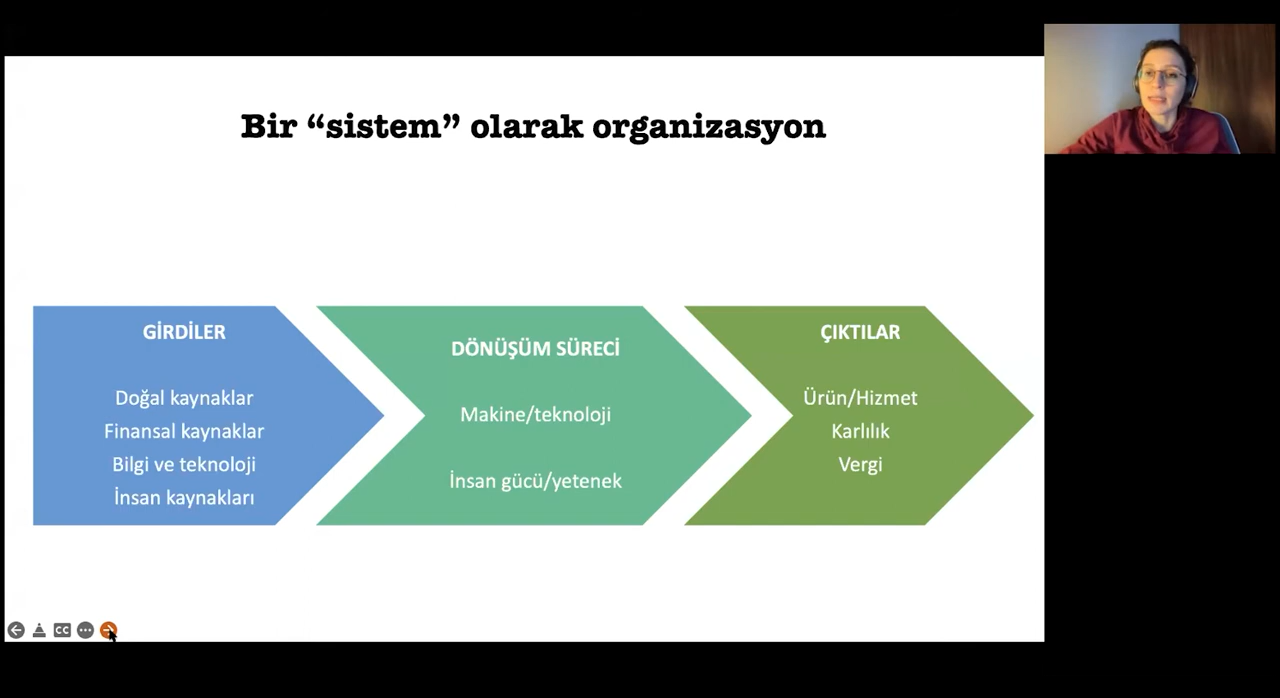 Bir “sistem” olarak organizasyon
GİRDİLER
Doğal kaynaklar
Finansal kaynaklar
Bilgi ve teknoloji
İnsan kaynakları
DÖNÜŞÜM SÜRECİ
Makine/teknoloji
İnsan gücü/yetenek
ÇIKTILAR
Ürün/Hizmet
Karlılık
Vergi
CC